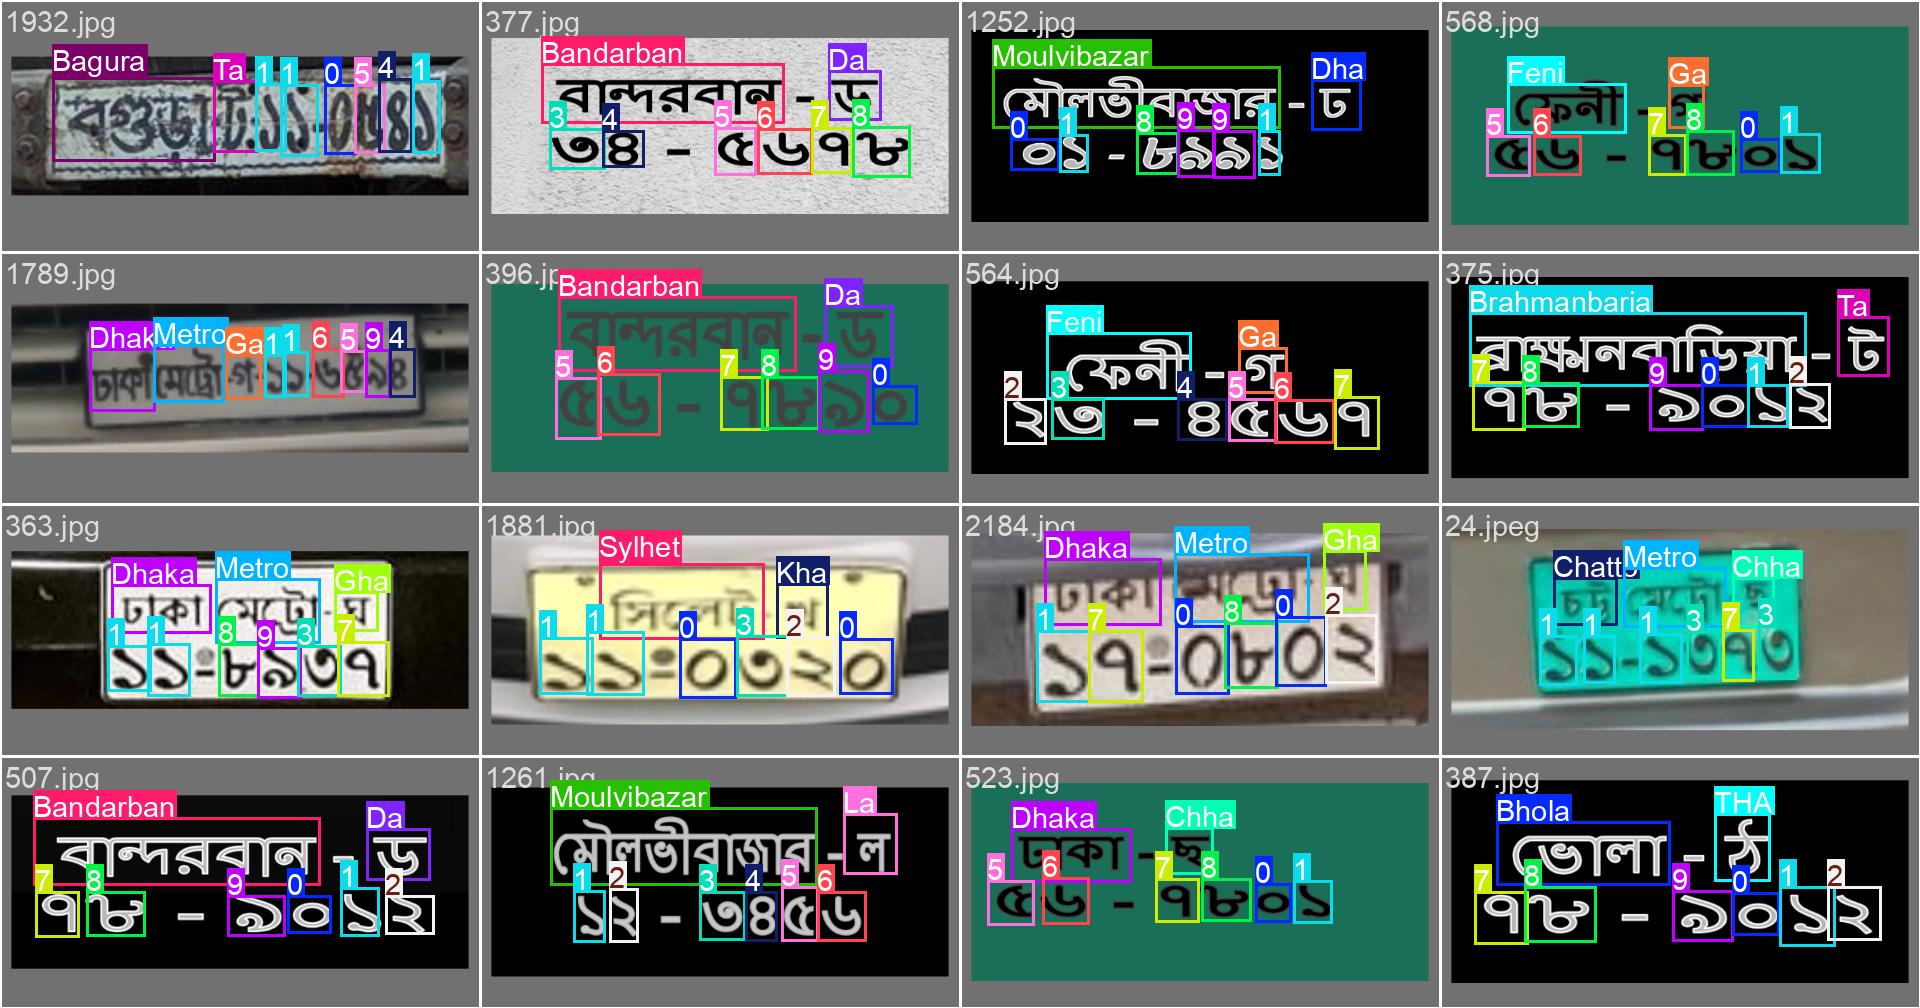 1932.jpg
Bagura Ta 1 1 0 5 4 1
বগুড়া ট ১১-০৫৪১
377.jpg
Bandarban Da
বান্দরবান - ড
3 4 5 6 7 8
৩৪ - ৫৬৭৮
1252.jpg
Moulvibazar Dha
মৌলভীবাজার - ঢ
0 1 8 9 9 1
০১ - ৮৯৯১
568.jpg
Feni Ga
ফেনী - গ
5 6 7 8 0 1
৫৬ - ৭৮০১
1789.jpg
Dhaka Metro Ga 1 1 6 5 9 4
ঢাকা মেট্রো-গ-১১-৬৫৯৪
396.jpg
Bandarban Da
বান্দরবান - ড
5 6 7 8 9 0
৫৬ - ৭৮৯০
564.jpg
Feni Ga
ফেনী - গ
2 3 4 5 6 7
২৩ - ৪৫৬৭
375.jpg
Brahmanbaria Ta
ব্রাক্ষ্মনবাড়িয়া - ট
7 8 9 0 1 2
৭৮ - ৯০১২
363.jpg
Dhaka Metro Gha
ঢাকা মেট্রো-ঘ
1 1 8 9 3 7
১১-৮৯৩৭
1881.jpg
Sylhet Kha
সিলেট-খ
1 1 0 3 2 0
১১-০৩২০
2184.jpg
Dhaka Metro Gha
ঢাকা মেট্রো ঘ
1 7 0 8 0 2
১৭-০৮০২
24.jpeg
Chatto Metro Chha
চট্ট মেট্রো ছ
1 1 1 3 7 3
১১-১৩৭৩
507.jpg
Bandarban Da
বান্দরবান - ড
7 8 9 0 1 2
৭৮ - ৯০১২
1261.jpg
Moulvibazar La
মৌলভীবাজার - ল
1 2 3 4 5 6
১২ - ৩৪৫৬
523.jpg
Dhaka Chha
ঢাকা - ছ
5 6 7 8 0 1
৫৬ - ৭৮০১
387.jpg
Bhola THA
ভোলা - ঠ
7 8 9 0 1 2
৭৮ - ৯০১২